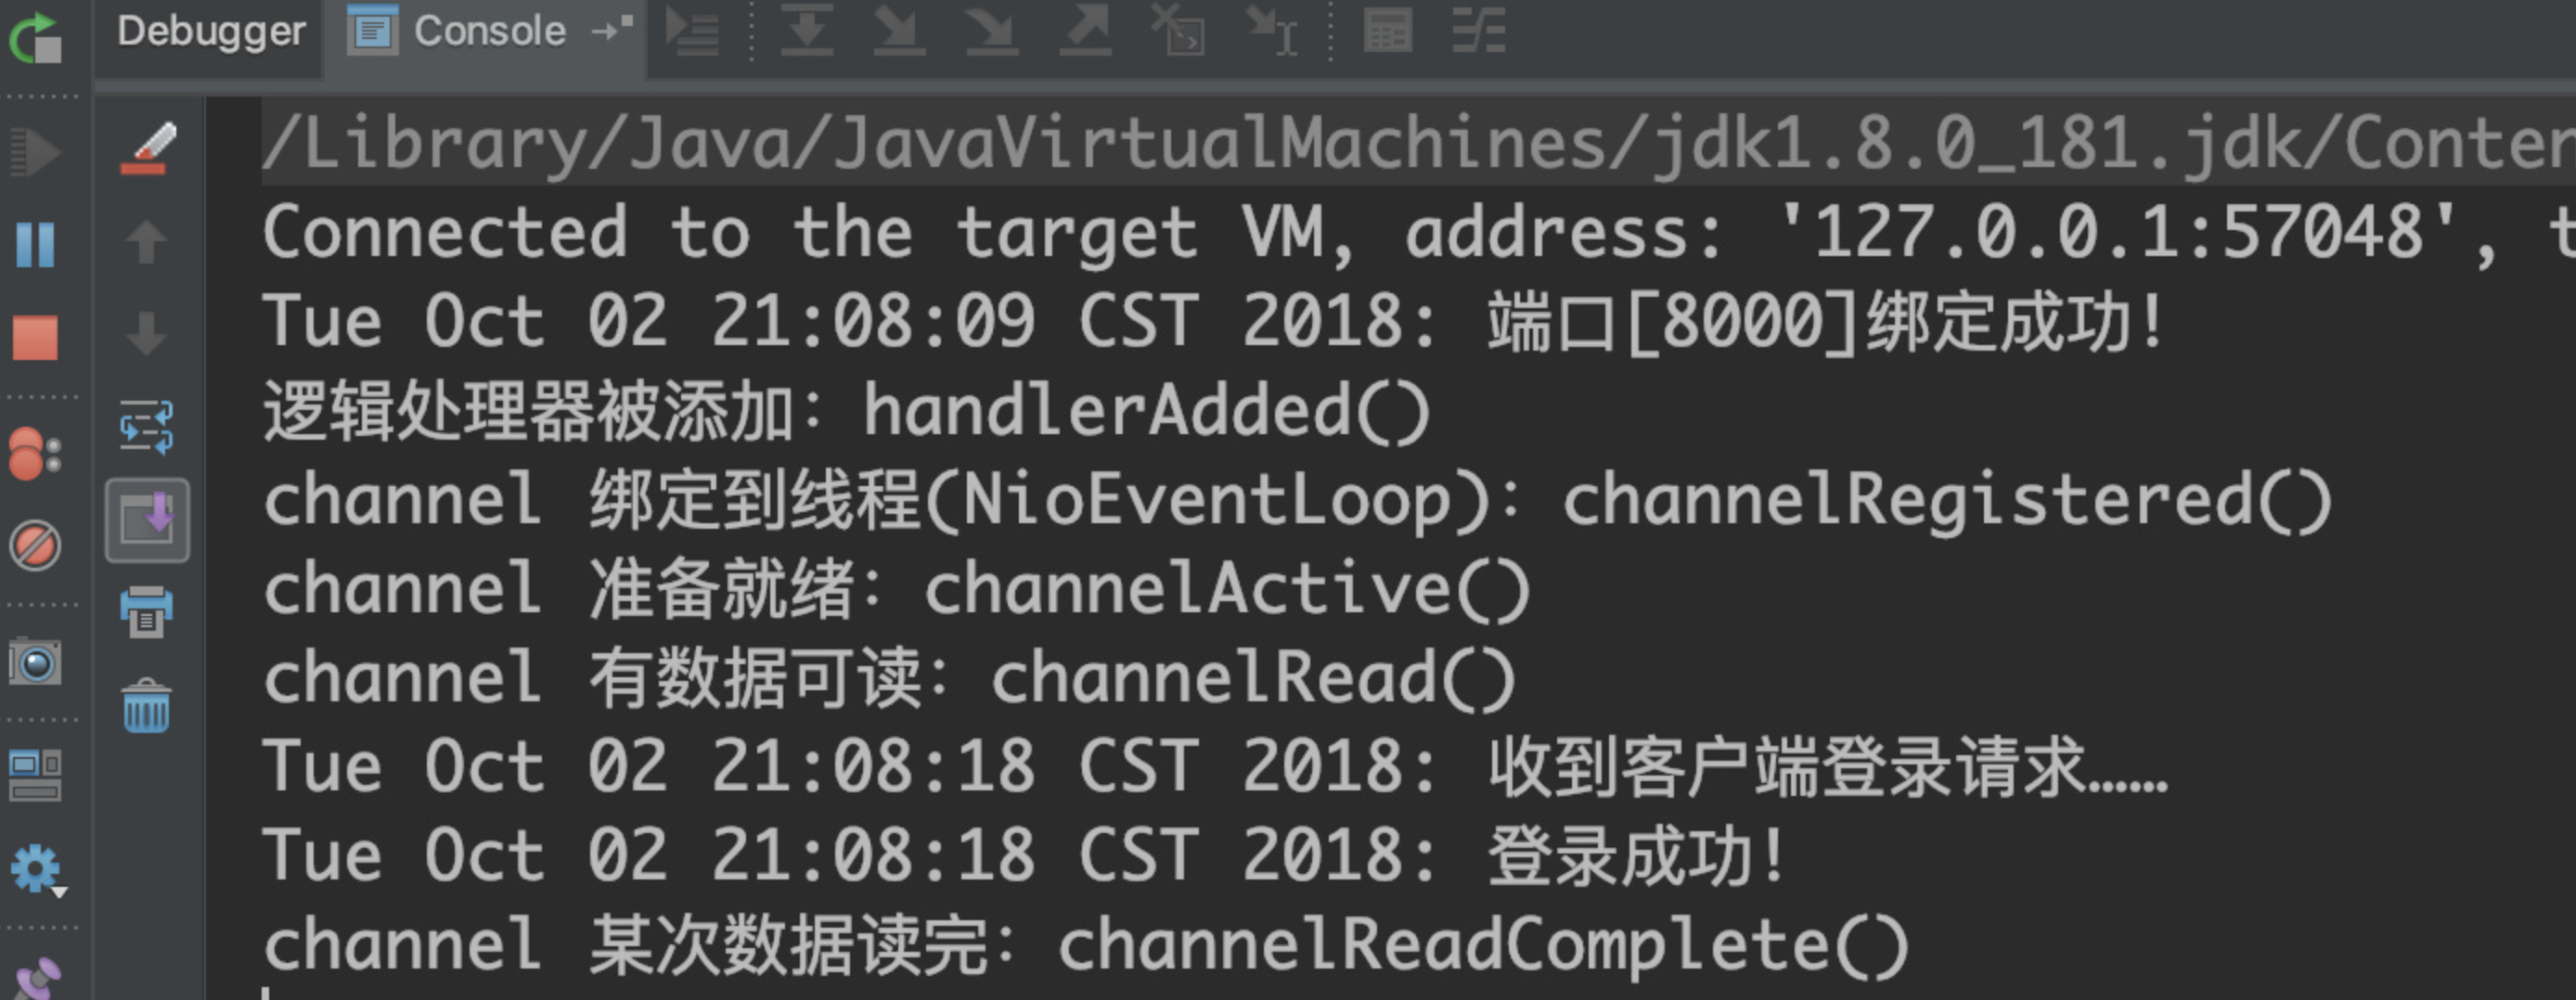 Debugger Console
/Library/Java/JavaVirtualMachines/jdk1.8.0_181.jdk/Conten
Connected to the target VM, address: '127.0.0.1:57048', t
Tue Oct 02 21:08:09 CST 2018: 端口[8000]绑定成功!
逻辑处理器被添加：handlerAdded()
channel 绑定到线程(NioEventLoop)：channelRegistered()
channel 准备就绪：channelActive()
channel 有数据可读：channelRead()
Tue Oct 02 21:08:18 CST 2018: 收到客户端登录请求……
Tue Oct 02 21:08:18 CST 2018: 登录成功!
channel 某次数据读完：channelReadComplete()